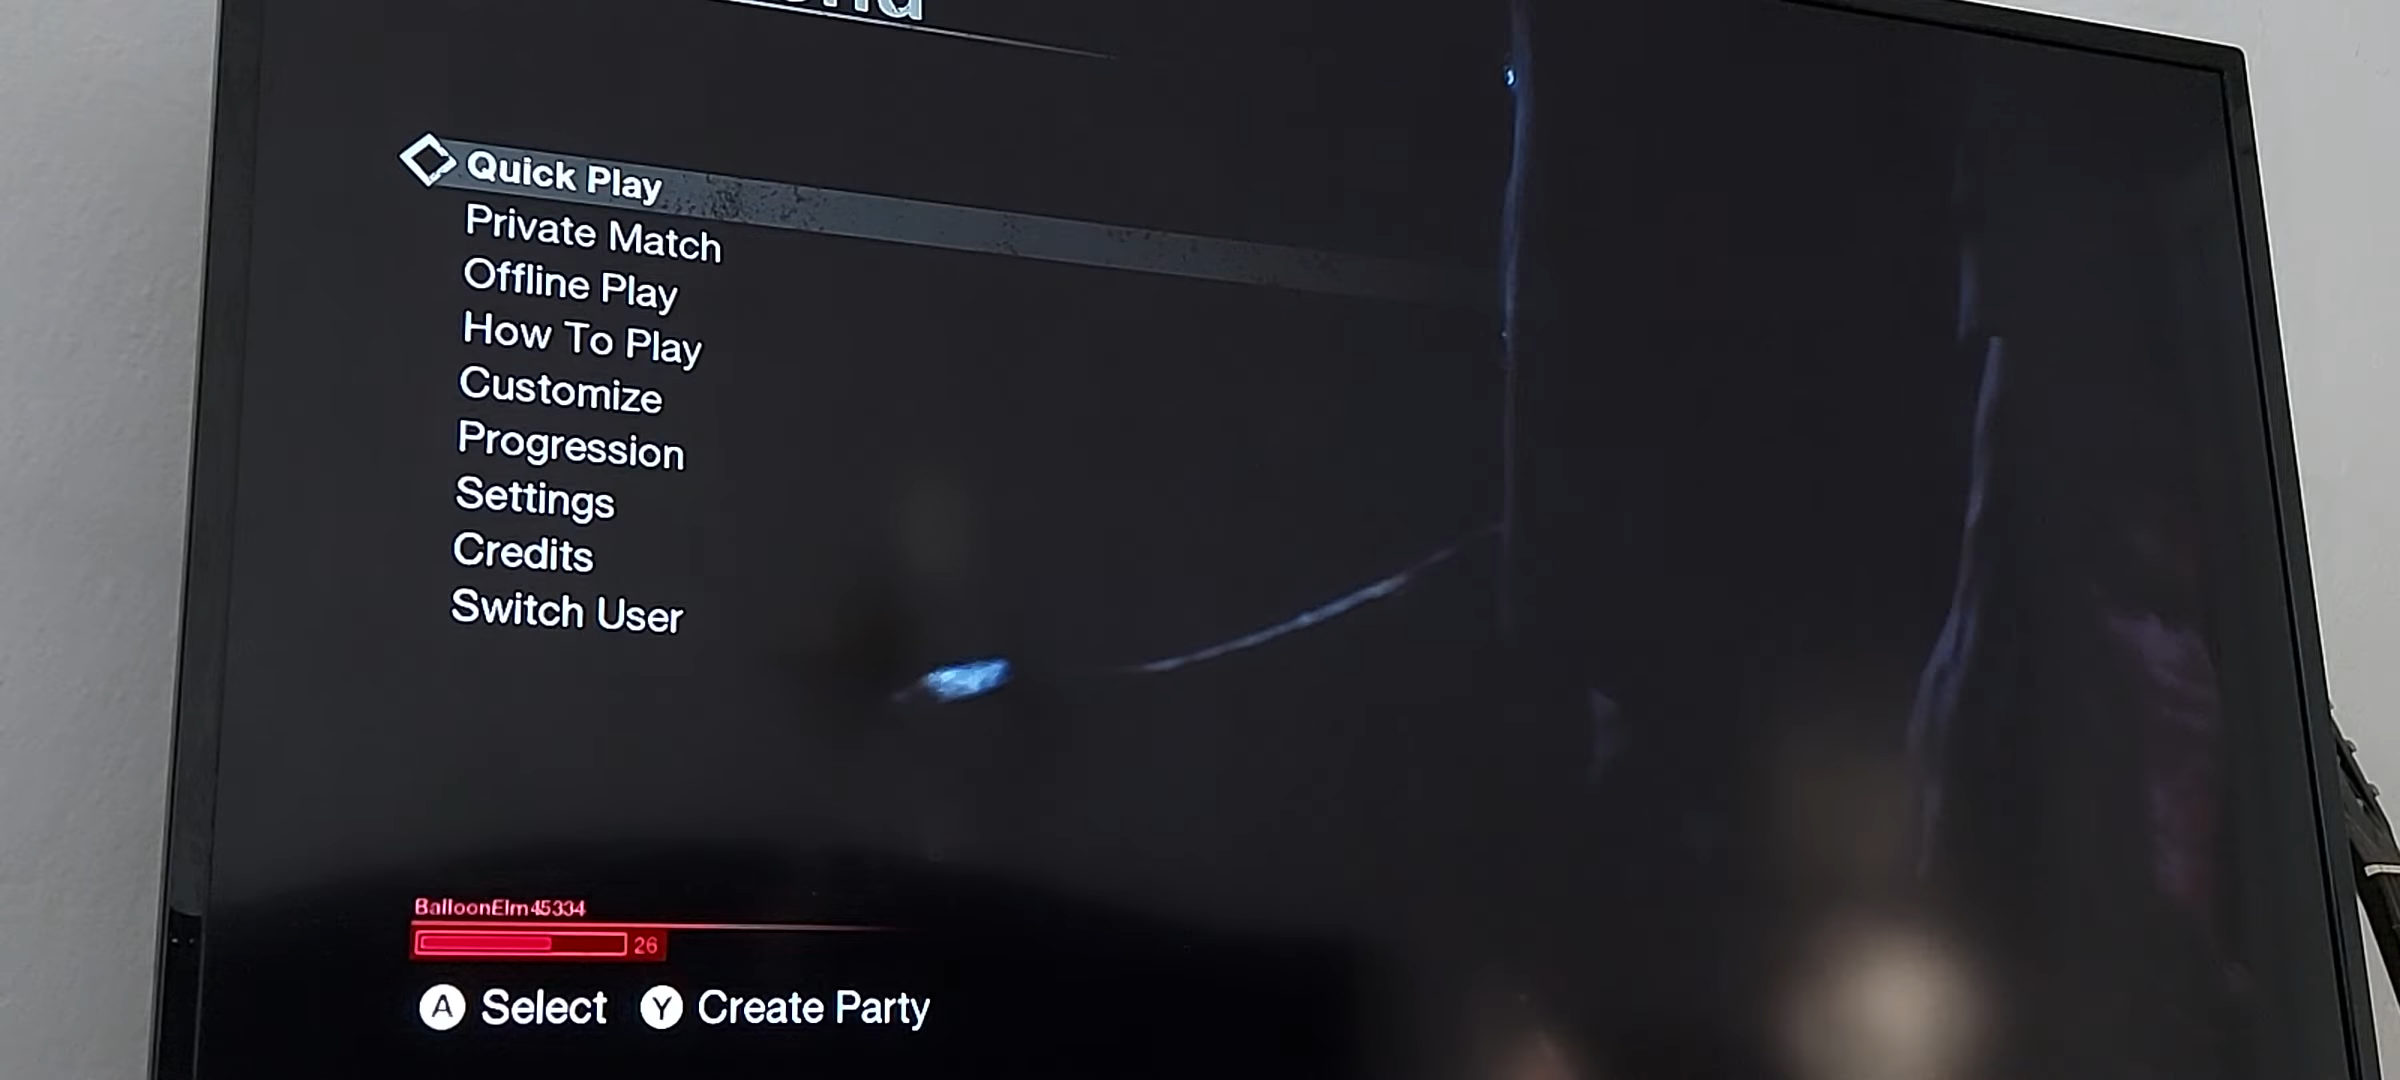 Quick Play
Private Match
Offline Play
How To Play
Customize
Progression
Settings
Credits
Switch User
BalloonElm45334
26
A Select Y Create Party